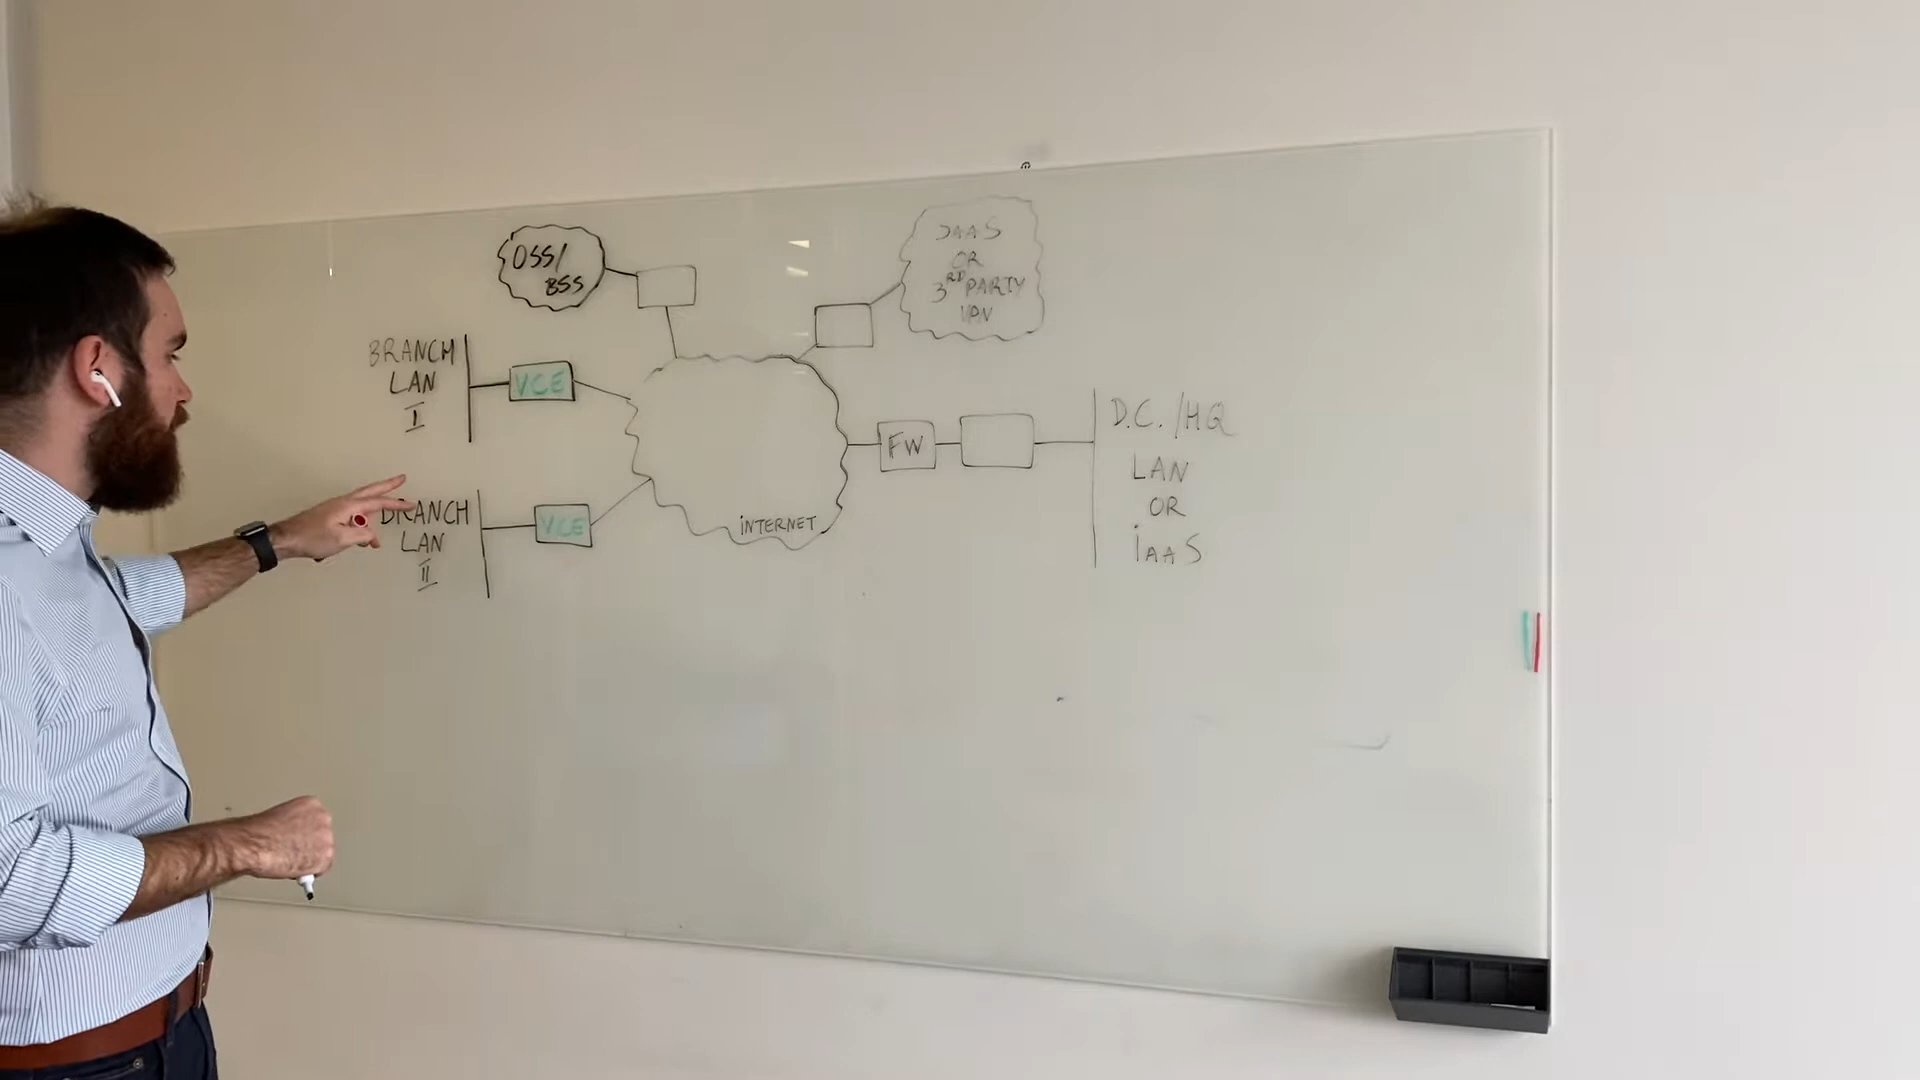 OSS/
BSS
SAAS
OR
3RD PARTY
VPN
BRANCH
LAN
I
VCE
BRANCH
LAN
II
VCE
INTERNET
FW
D.C./HQ
LAN
OR
iAAS